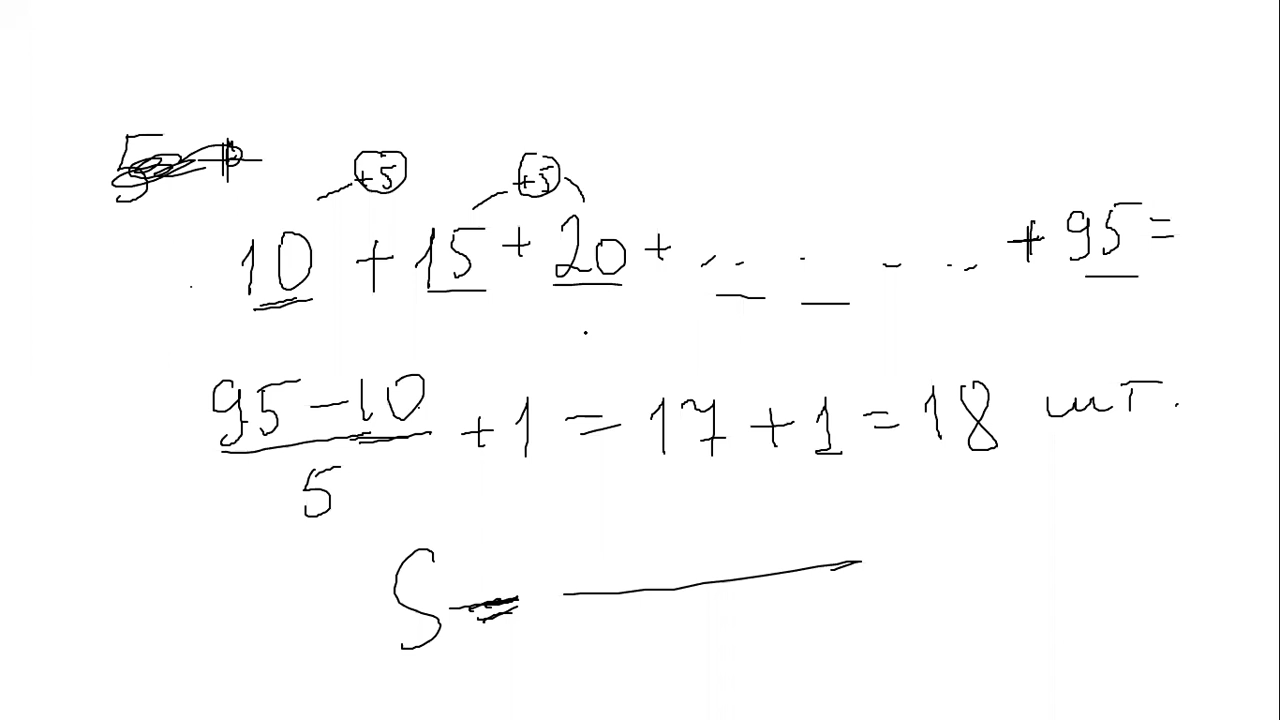 +5 +5
10 + 15 + 20 + ... ... + 95 =
95 - 10 / 5 + 1 = 17 + 1 = 18 шт.
S =